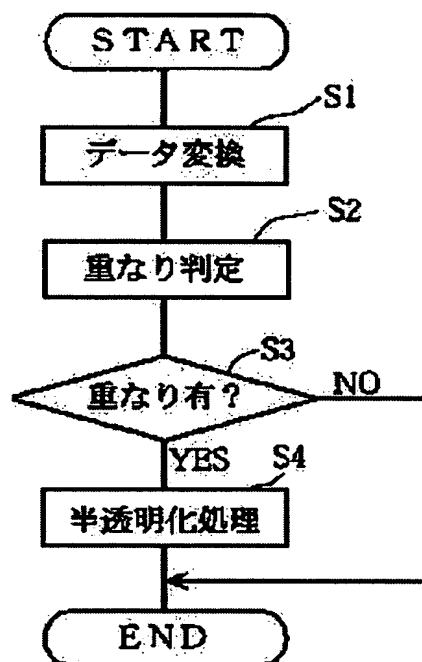 START
S1
データ変換
S2
重なり判定
S3
重なり有?
NO
YES
S4
半透明化処理
END